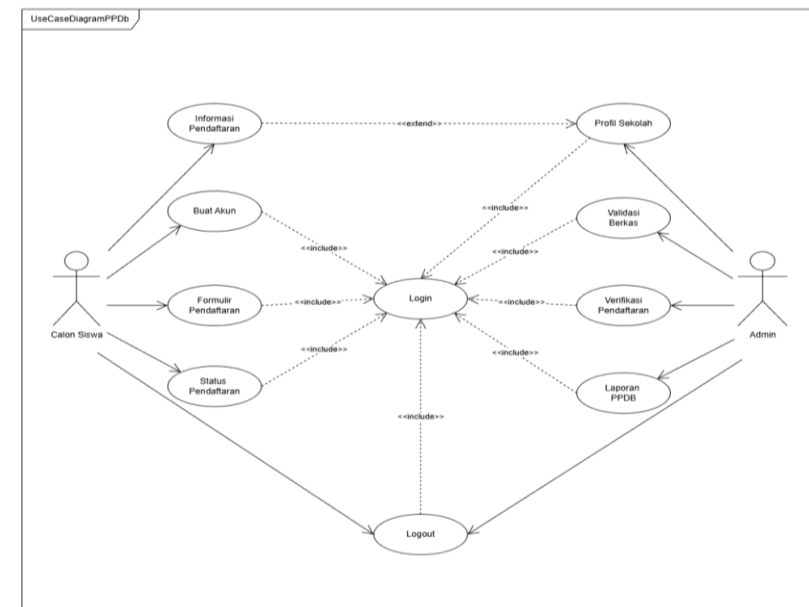 UseCaseDiagramPPDb
Informasi
Pendaftaran
<<extend>>
Profil Sekolah
Buat Akun
<<include>>
<<include>>
Validasi
Berkas
<<include>>
Login
Formulir
Pendaftaran
<<include>>
<<include>>
Verifikasi
Pendaftaran
Calon Siswa
Admin
<<include>>
<<include>>
Status
Pendaftaran
Laporan
PPDB
<<include>>
Logout